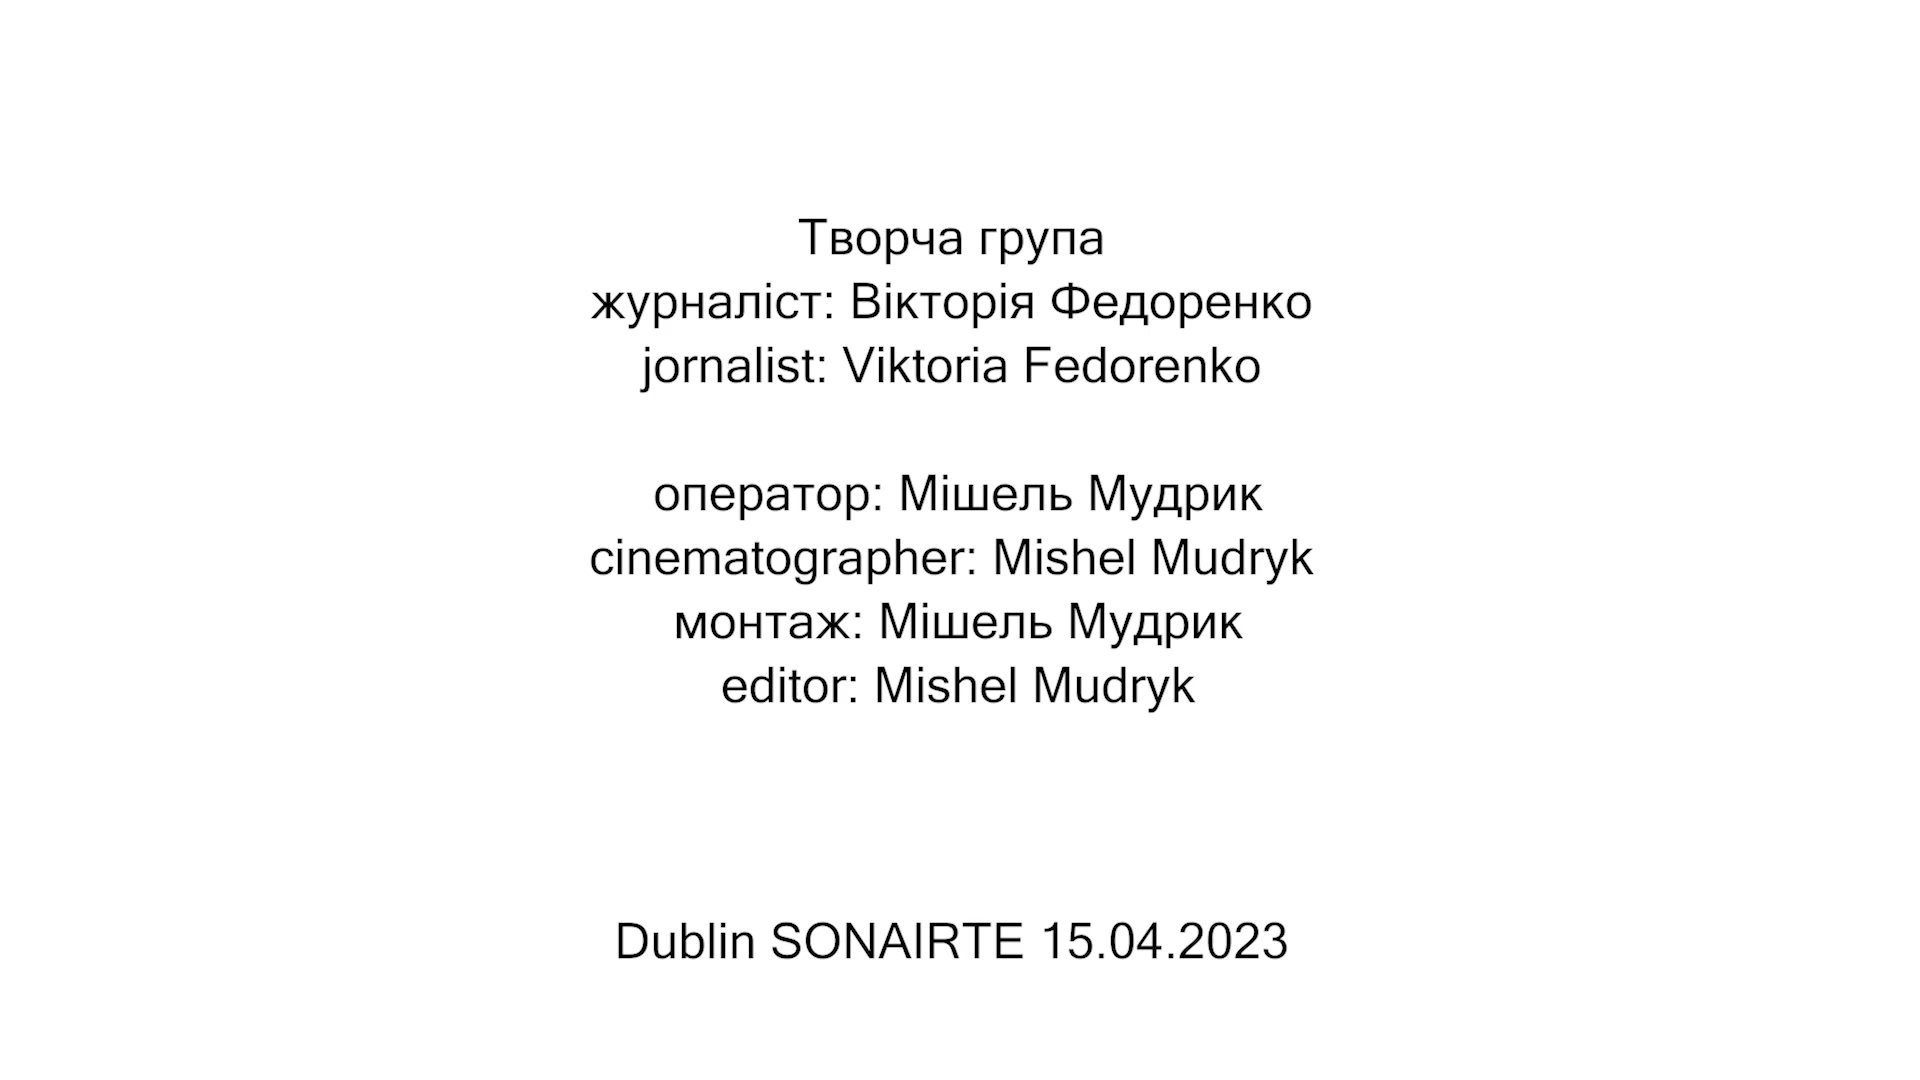 Творча група
журналіст: Вікторія Федоренко
jornalist: Viktoria Fedorenko
оператор: Мішель Мудрик
cinematographer: Mishel Mudryk
монтаж: Мішель Мудрик
editor: Mishel Mudryk
Dublin SONAIRTE 15.04.2023